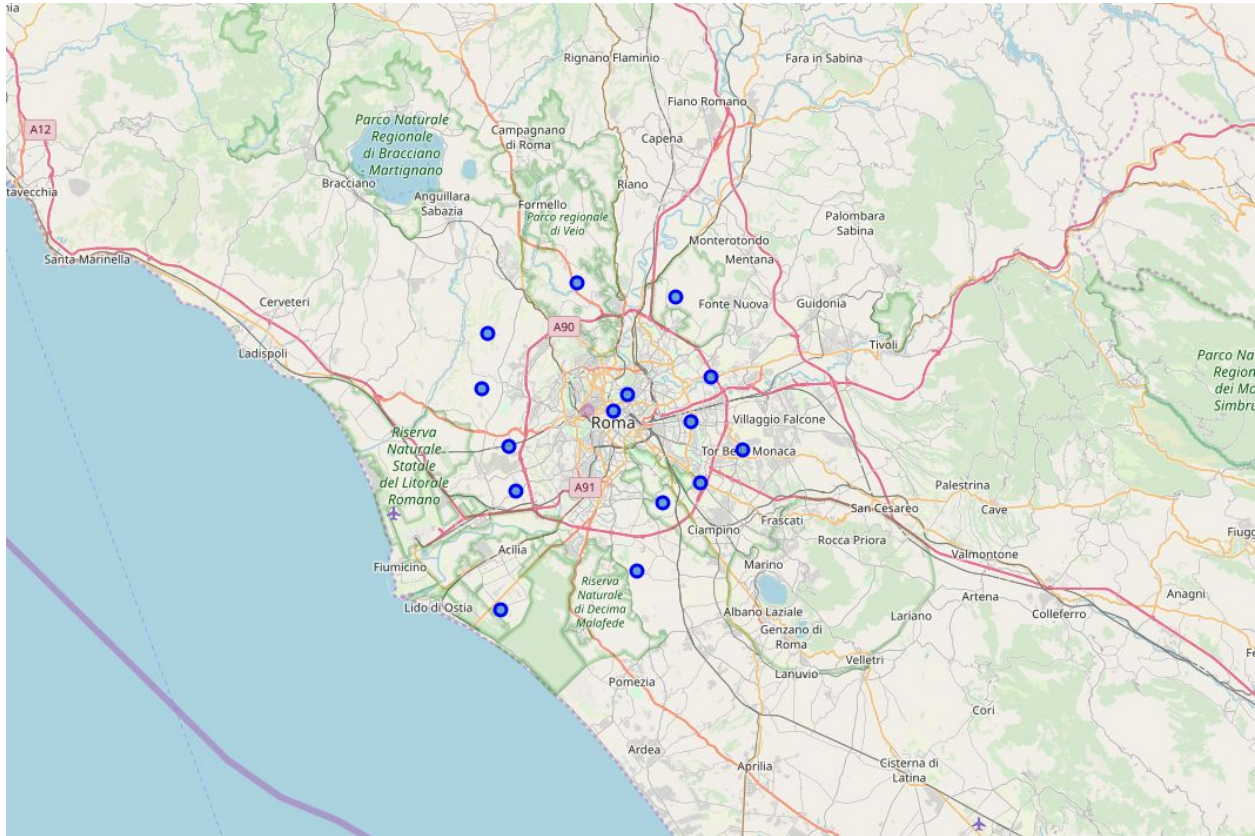 nia
Rignano Flaminio
Fara in Sabina
Fiano Romano
A12
Parco Naturale
Regionale
di Bracciano
Martignano
Campagnano
di Roma
Capena
Bracciano
Riano
tavecchia
Anguillara
Sabazia
Formello
Parco regionale
di Veio
Palombara
Sabina
Monterotondo
Mentana
Santa Marinella
Cerveteri
Fonte Nuova
Guidonia
A90
Ladispoli
Tivoli
Parco Na
Region
dei Mo
Simbru
Roma
Villaggio Falcone
Riserva
Naturale
Statale
del Litorale
Romano
Tor Be Monaca
A91
Palestrina
San Cesareo
Cave
Frascati
Ciampino
Fiugg
Acilia
Rocca Priora
Valmontone
Fiumicino
Marino
Riserva
Naturale
di Decima
Malafede
Artena
Anagni
Lido di Ostia
Albano Laziale
Lariano
Colleferro
Genzano di
Roma
Fe
Velletri
Lanuvio
Pomezia
Cori
Ardea
Aprilia
Cisterna di
Latina